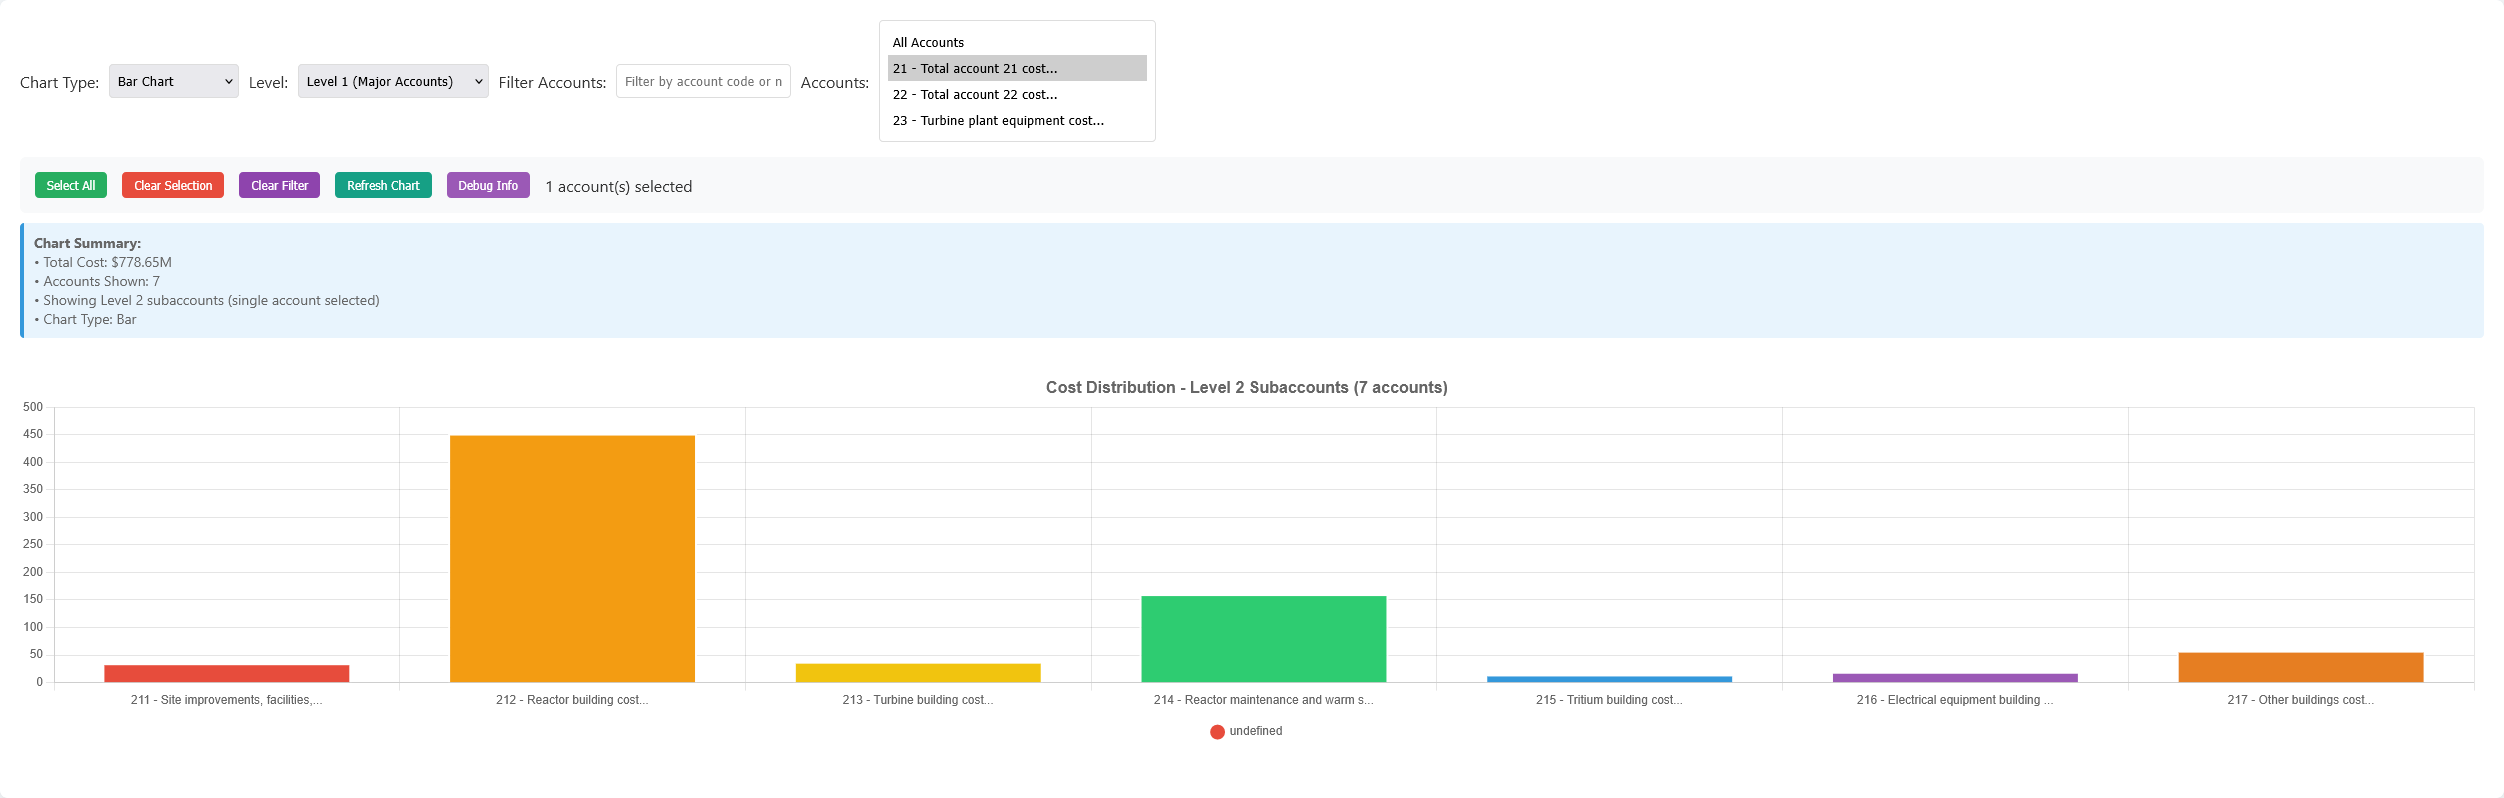 Chart Type: Bar Chart Level: Level 1 (Major Accounts) Filter Accounts: Filter by account code or n Accounts:
All Accounts
21 - Total account 21 cost...
22 - Total account 22 cost...
23 - Turbine plant equipment cost...
Select All Clear Selection Clear Filter Refresh Chart Debug Info 1 account(s) selected
Chart Summary:
• Total Cost: $778.65M
• Accounts Shown: 7
• Showing Level 2 subaccounts (single account selected)
• Chart Type: Bar
Cost Distribution - Level 2 Subaccounts (7 accounts)
500
450
400
350
300
250
200
150
100
50
0
211 - Site improvements, facilities,... 212 - Reactor building cost... 213 - Turbine building cost... 214 - Reactor maintenance and warm s... 215 - Tritium building cost... 216 - Electrical equipment building ... 217 - Other buildings cost...
undefined